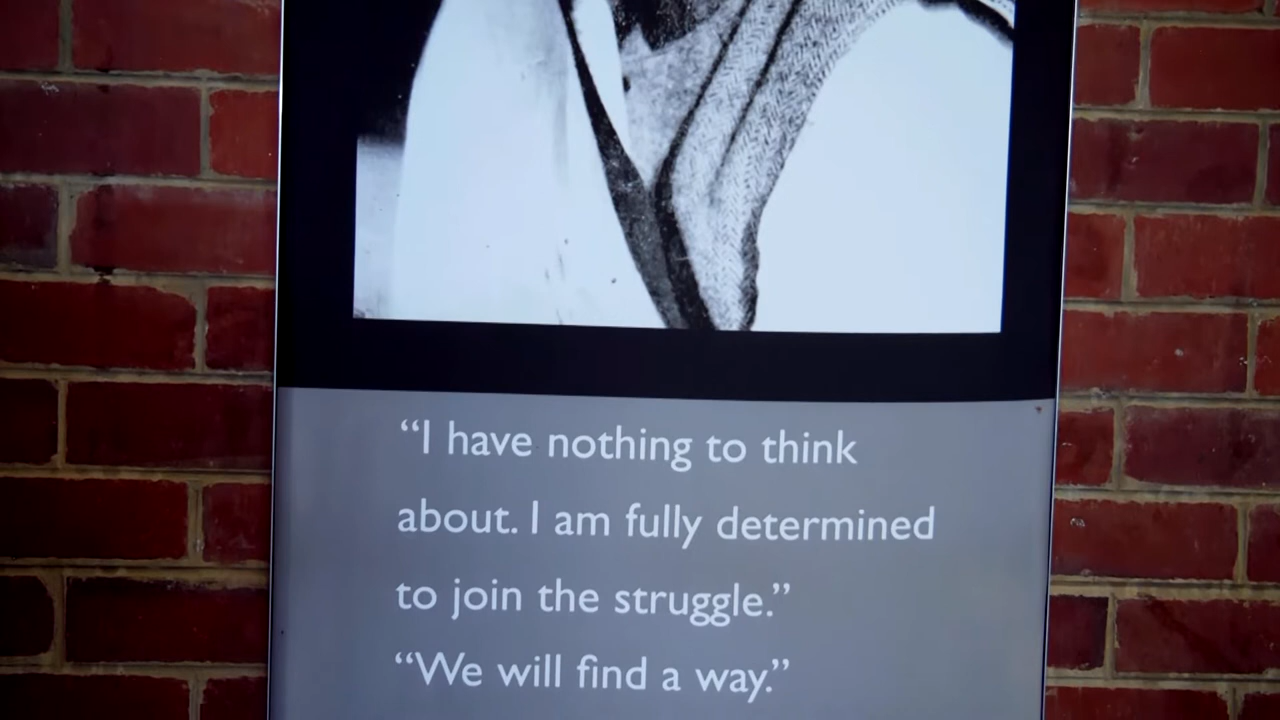 “I have nothing to think
about. I am fully determined
to join the struggle.”
“We will find a way.”